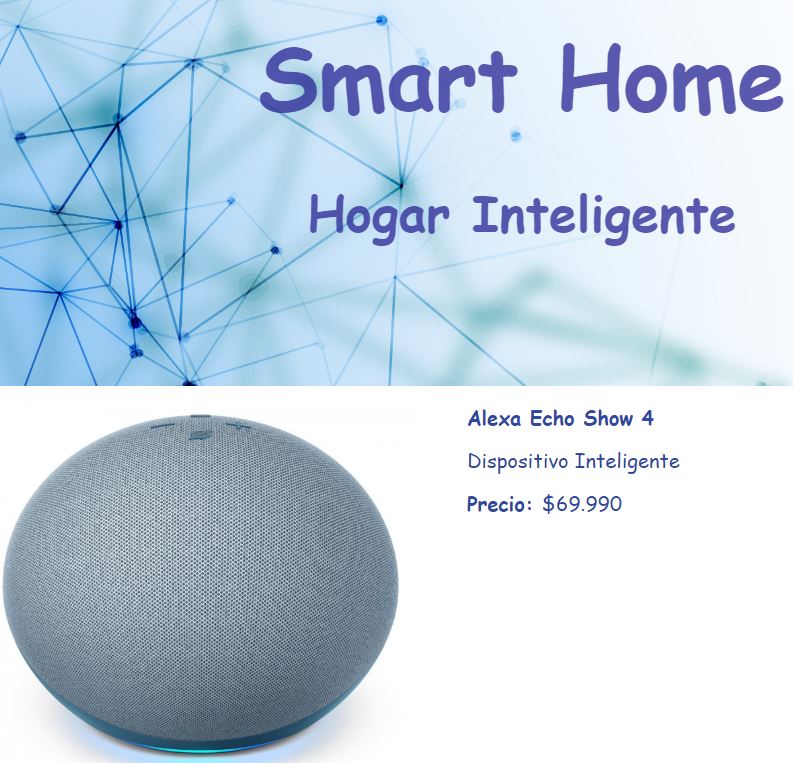 Smart Home
Hogar Inteligente
Alexa Echo Show 4
Dispositivo Inteligente
Precio: $69.990